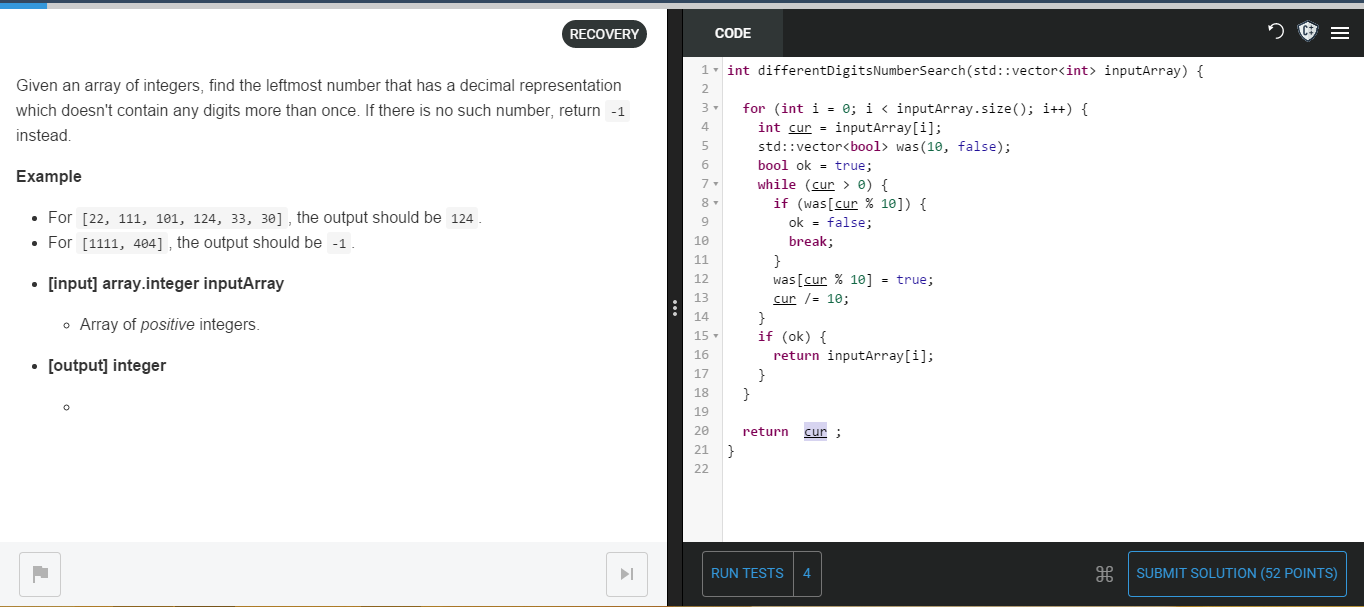 RECOVERY
Given an array of integers, find the leftmost number that has a decimal representation
which doesn't contain any digits more than once. If there is no such number, return -1
instead.
Example
• For [22, 111, 101, 124, 33, 30] , the output should be 124 .
• For [1111, 404] , the output should be -1 .
• [input] array.integer inputArray
◦ Array of positive integers.
• [output] integer
◦
CODE
C++
1 int differentDigitsNumberSearch(std::vector<int> inputArray) {
2
3   for (int i = 0; i < inputArray.size(); i++) {
4     int cur = inputArray[i];
5     std::vector<bool> was(10, false);
6     bool ok = true;
7     while (cur > 0) {
8       if (was[cur % 10]) {
9         ok = false;
10         break;
11       }
12       was[cur % 10] = true;
13       cur /= 10;
14     }
15     if (ok) {
16       return inputArray[i];
17     }
18   }
19
20   return  cur ;
21 }
22
RUN TESTS 4
SUBMIT SOLUTION (52 POINTS)